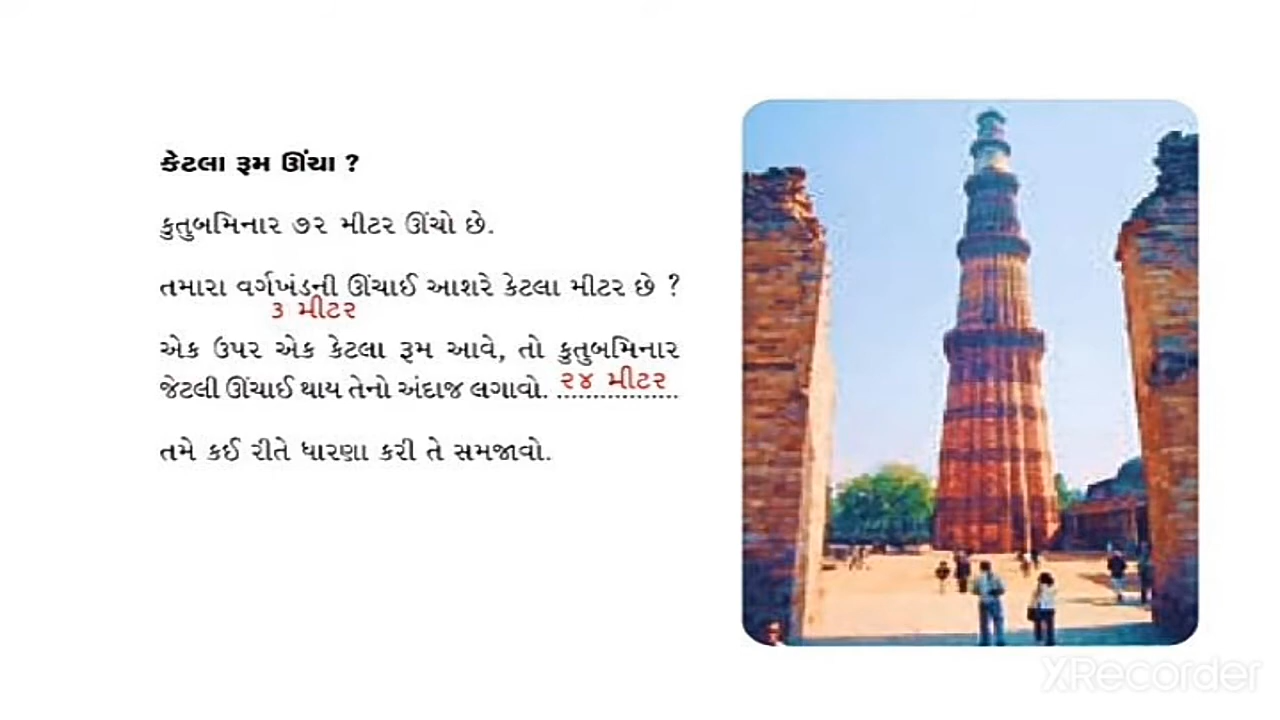 કેટલા રૂમ ઊંચા ?
કુતુબમિનાર ૭૨ મીટર ઊંચો છે.
તમારા વર્ગખંડની ઊંચાઈ આશરે કેટલા મીટર છે ?
૩ મીટર
એક ઉપર એક કેટલા રૂમ આવે, તો કુતુબમિનાર
જેટલી ઊંચાઈ થાય તેનો અંદાજ લગાવો. ૨૪ મીટર
તમે કઈ રીતે ધારણા કરી તે સમજાવો.
XRecorder